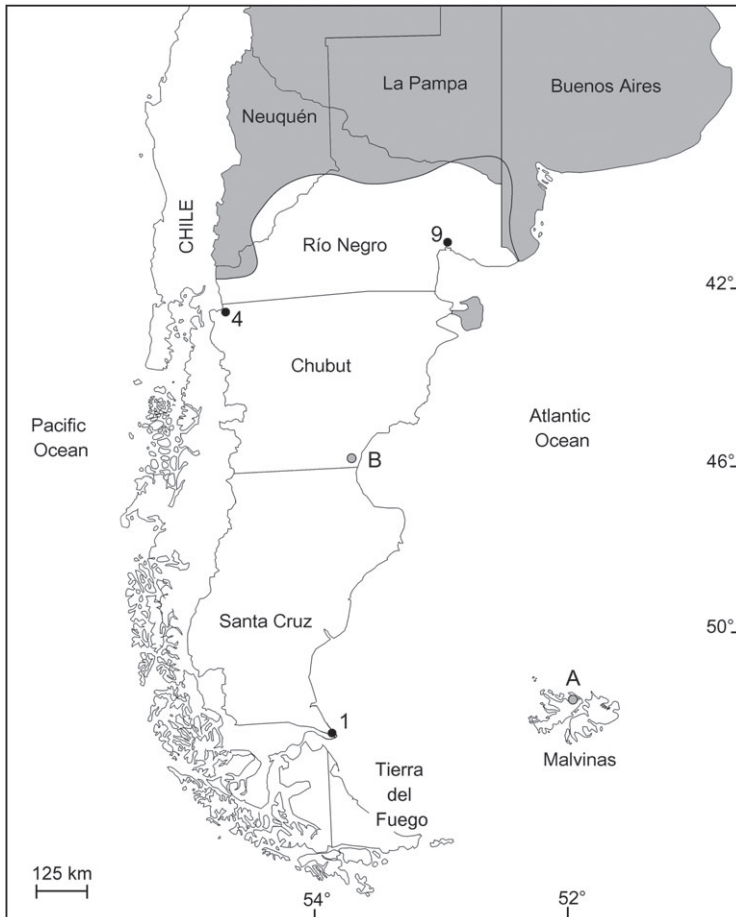 La Pampa
Buenos Aires
Neuquén
CHILE
9
Río Negro
42°
4
Chubut
Pacific
Ocean
Atlantic
Ocean
B
46°
Santa Cruz
50°
A
1
Malvinas
Tierra
del
Fuego
125 km
54°
52°